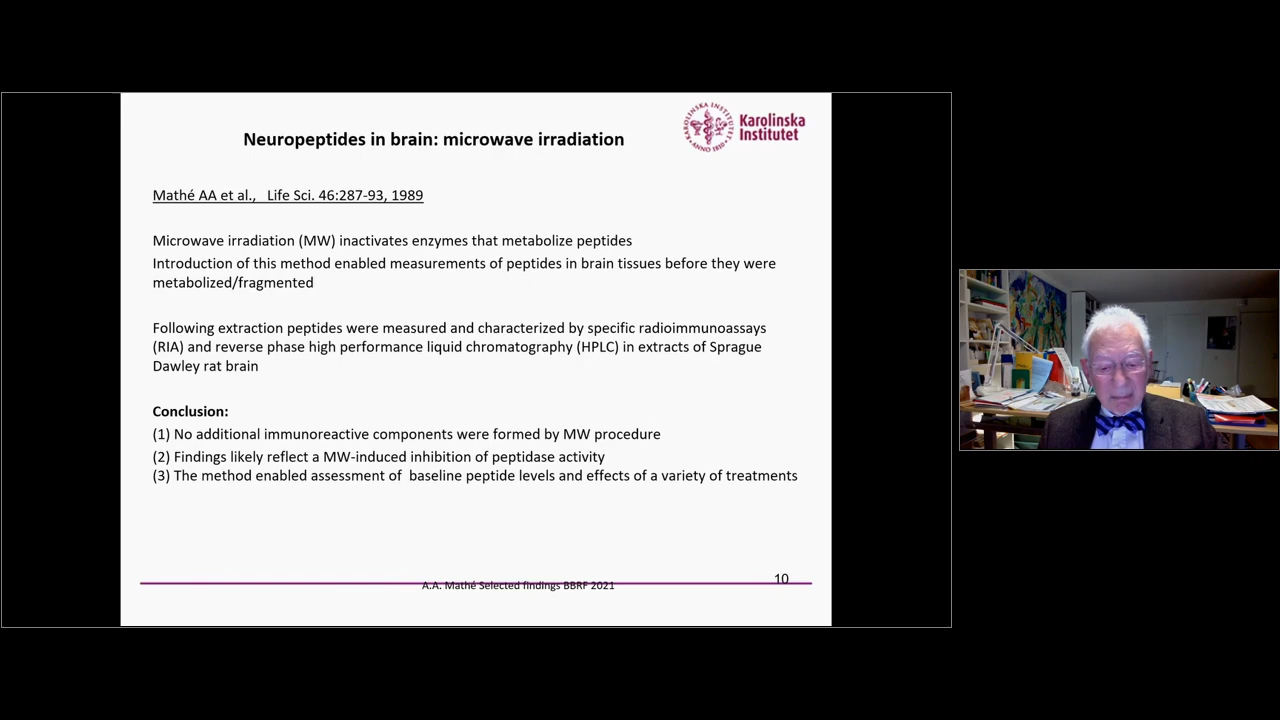 Neuropeptides in brain: microwave irradiation
KAROLINSKA INSTITUTET ANNO 1810
Karolinska
Institutet
Mathé AA et al., Life Sci. 46:287-93, 1989
Microwave irradiation (MW) inactivates enzymes that metabolize peptides
Introduction of this method enabled measurements of peptides in brain tissues before they were
metabolized/fragmented
Following extraction peptides were measured and characterized by specific radioimmunoassays
(RIA) and reverse phase high performance liquid chromatography (HPLC) in extracts of Sprague
Dawley rat brain
Conclusion:
(1) No additional immunoreactive components were formed by MW procedure
(2) Findings likely reflect a MW-induced inhibition of peptidase activity
(3) The method enabled assessment of  baseline peptide levels and effects of a variety of treatments
10
A.A. Mathé Selected findings BBRF 2021